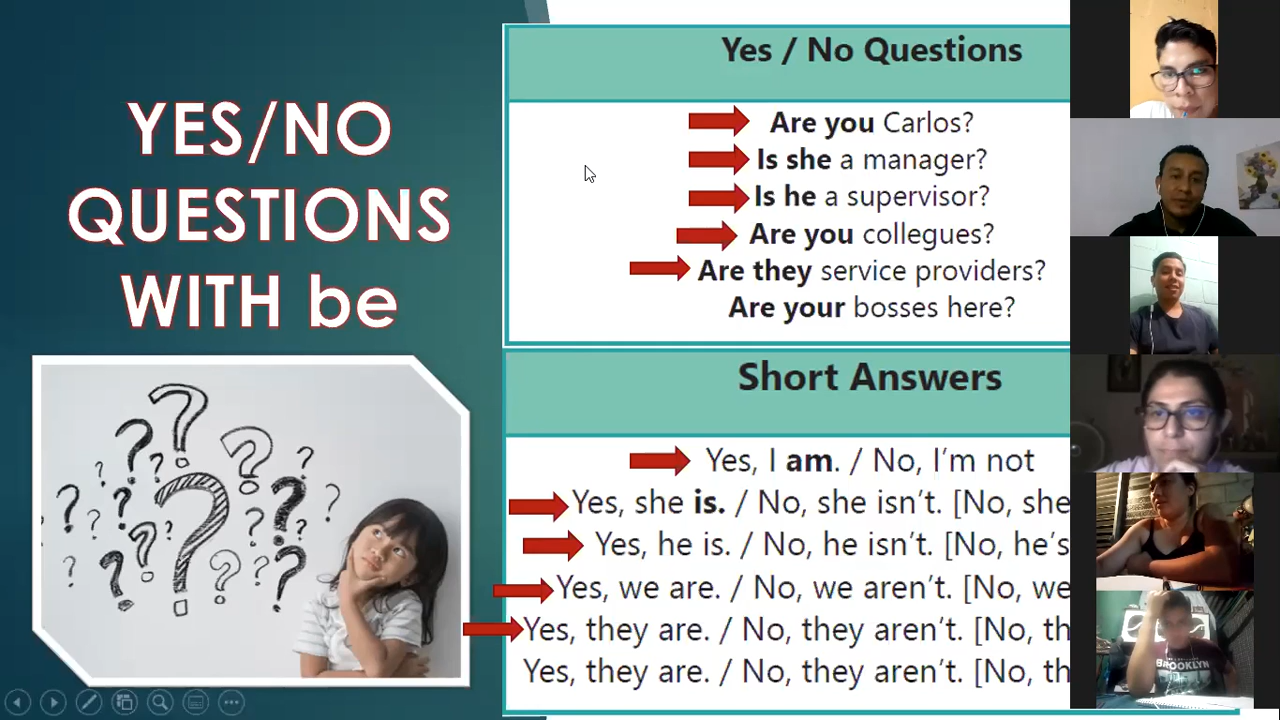 YES/NO
QUESTIONS
WITH be
Yes / No Questions
Are you Carlos?
Is she a manager?
Is he a supervisor?
Are you collegues?
Are they service providers?
Are your bosses here?
Short Answers
Yes, I am. / No, I'm not
Yes, she is. / No, she isn't. [No, she
Yes, he is. / No, he isn't. [No, he's
Yes, we are. / No, we aren't. [No, we
Yes, they are. / No, they aren't. [No, th
Yes, they are. / No, they aren't. [No, th
BROOKLYN